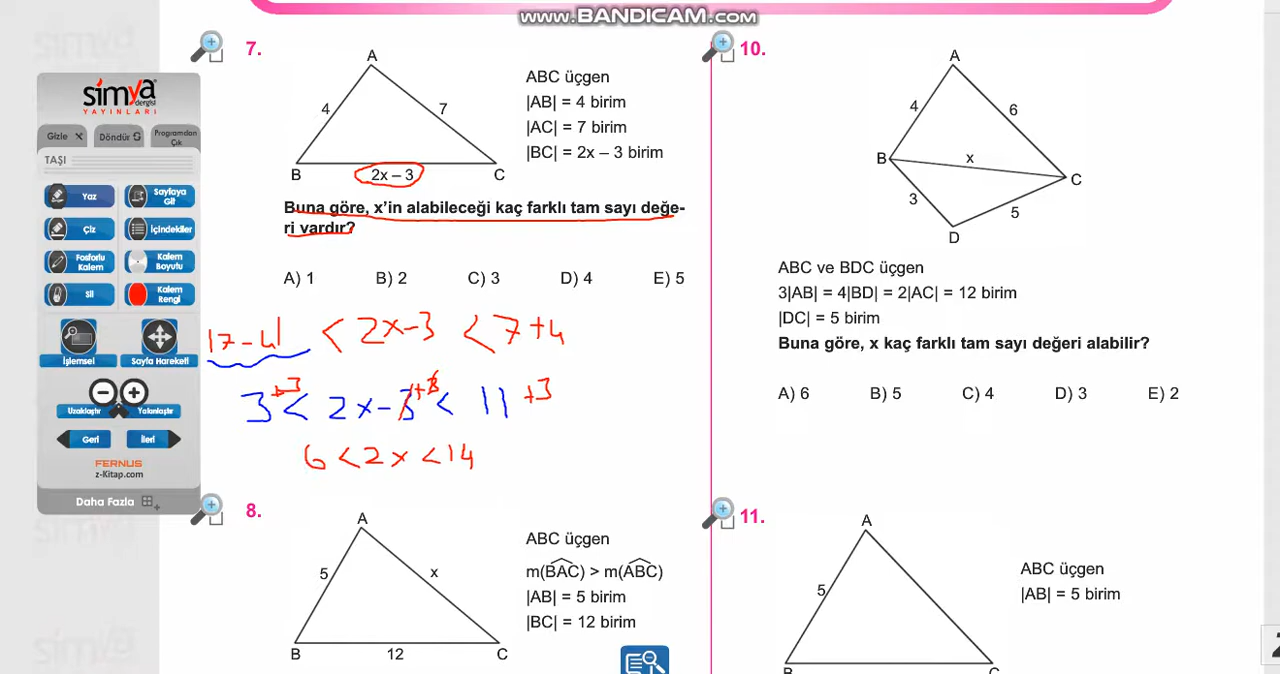 www.BANDICAM.com
simya
dergisi
YAYINLARI
Gizle X
Döndür
Programdan Çık
TAŞI
Yaz
Sayfaya Git
Çiz
İçindekiler
Fosforlu Kalem
Kalem Boyutu
Sil
Kalem Rengi
İşlemsel
Sayfa Hareketi
Uzaklaştır
Yakınlaştır
Geri
İleri
FERNUS
z-Kitap.com
Daha Fazla
7.
A
4
7
B
2x – 3
C
ABC üçgen
|AB| = 4 birim
|AC| = 7 birim
|BC| = 2x – 3 birim
Buna göre, x'in alabileceği kaç farklı tam sayı değe-
ri vardır?
A) 1 B) 2 C) 3 D) 4 E) 5
|7 – 4| < 2x – 3 < 7 + 4
3 +3 < 2x – 3 +3 < 11 +3
6 < 2x < 14
8.
A
5
x
B
12
C
ABC üçgen
m(BAC) > m(ABC)
|AB| = 5 birim
|BC| = 12 birim
10.
A
4
6
B
x
C
3
5
D
ABC ve BDC üçgen
3|AB| = 4|BD| = 2|AC| = 12 birim
|DC| = 5 birim
Buna göre, x kaç farklı tam sayı değeri alabilir?
A) 6 B) 5 C) 4 D) 3 E) 2
11.
A
5
B
C
ABC üçgen
|AB| = 5 birim
2